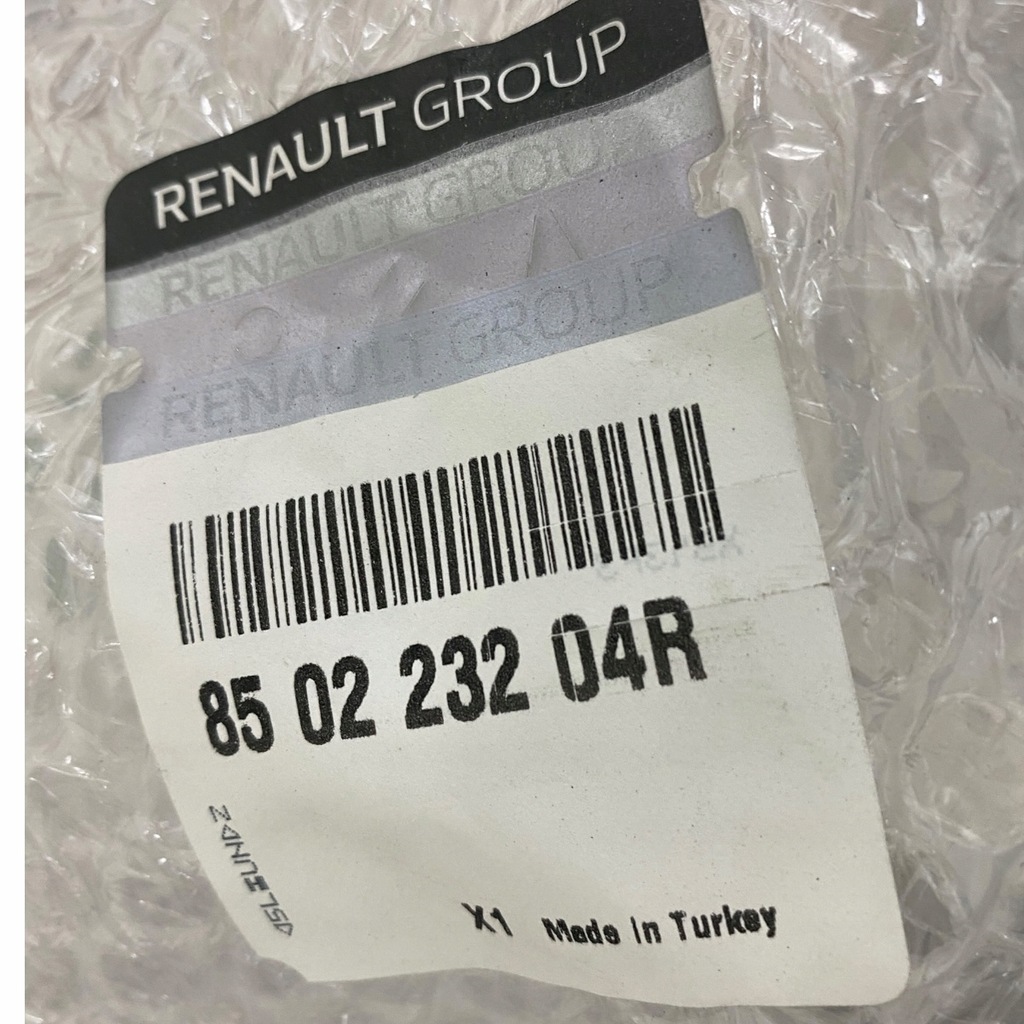 RENAULT GROUP
RENAULT GROUP
RENAULT GROUP
85 02 232 04R
X1 Made in Turkey